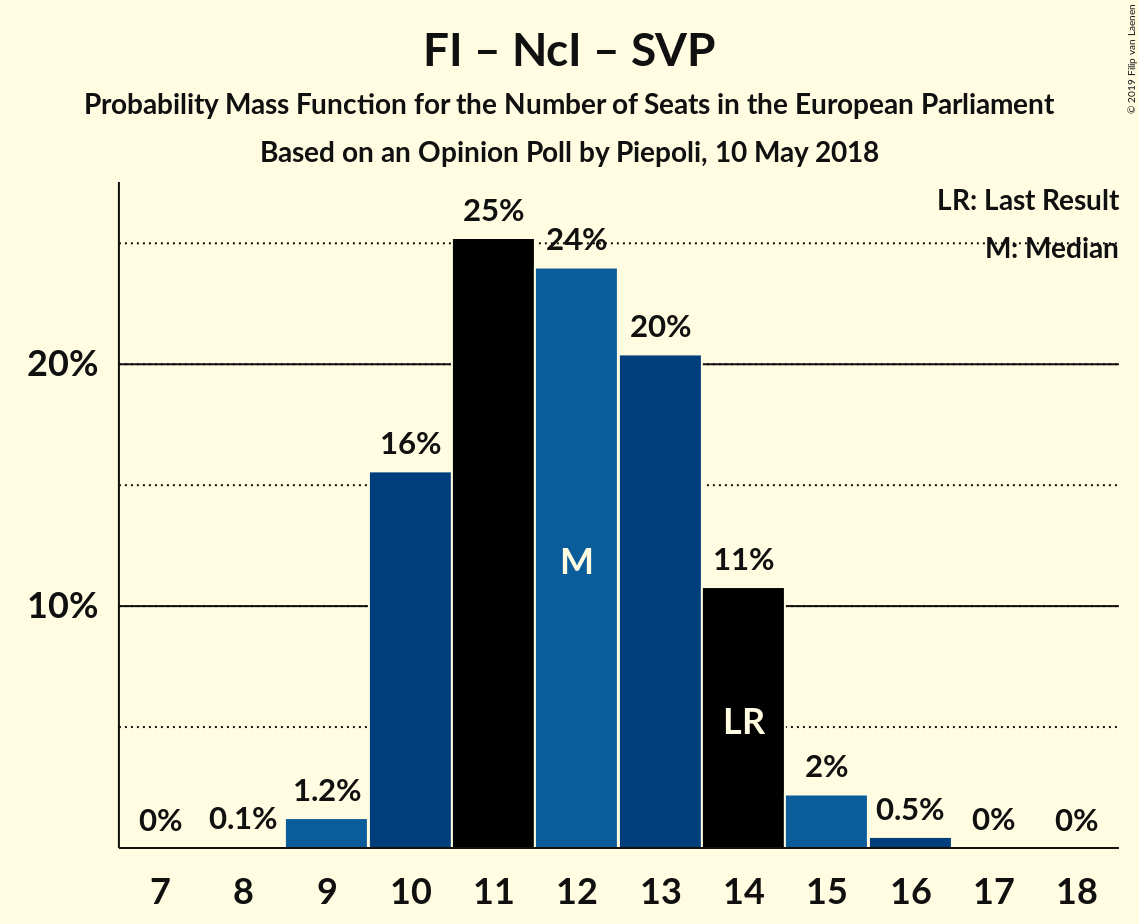 FI – NcI – SVP
Probability Mass Function for the Number of Seats in the European Parliament
Based on an Opinion Poll by Piepoli, 10 May 2018
© 2019 Filip van Laenen
LR: Last Result
M: Median
25%
24%
20%
20%
16%
M
11%
10%
LR
2%
1.2%
0.5%
0%
0.1%
0%
0%
7 8 9 10 11 12 13 14 15 16 17 18